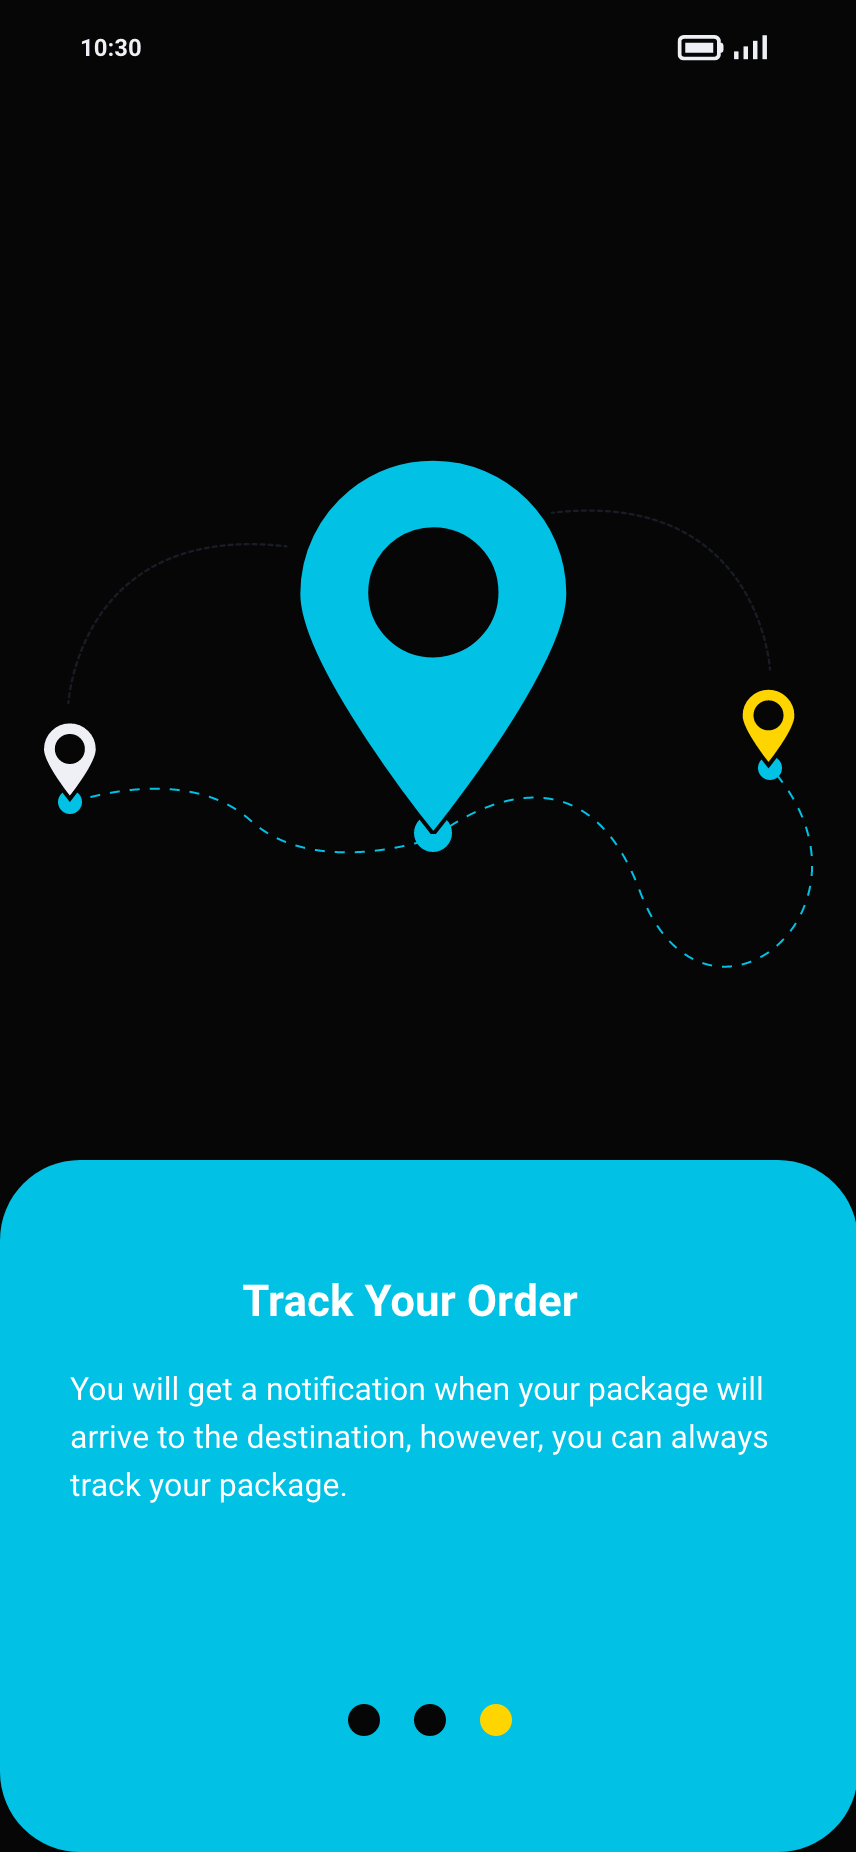 10:30
Track Your Order
You will get a notification when your package will
arrive to the destination, however, you can always
track your package.